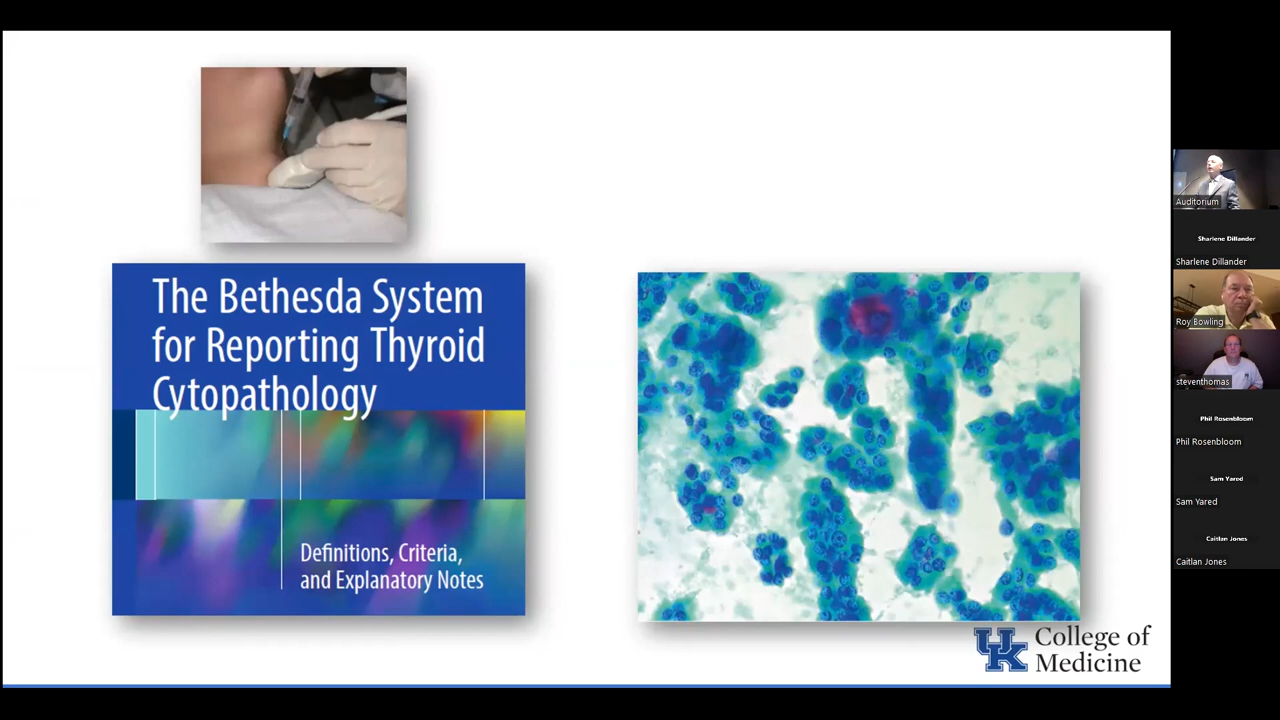 The Bethesda System
for Reporting Thyroid
Cytopathology
Definitions, Criteria,
and Explanatory Notes
UK College of
Medicine
Auditorium
Sharlene Dillander
Sharlene Dillander
Roy Bowling
steventhomas
Phil Rosenbloom
Phil Rosenbloom
Sam Yared
Sam Yared
Caitlan Jones
Caitlan Jones